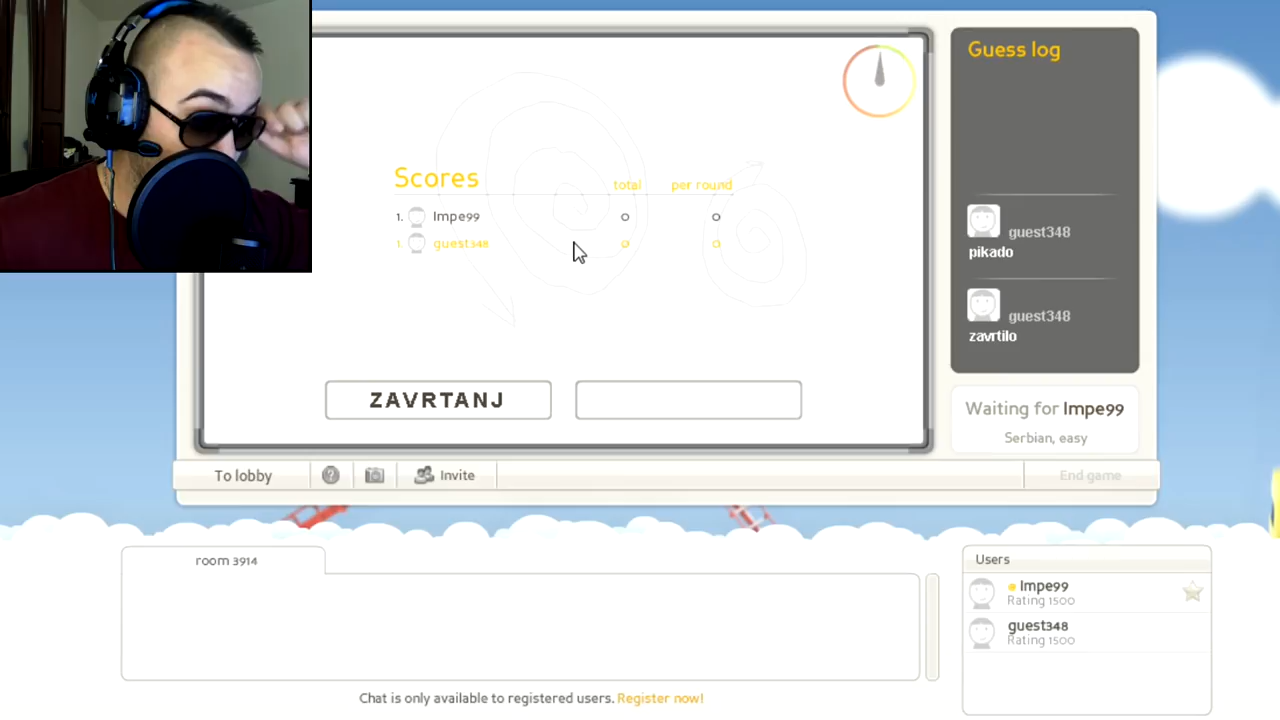 Scores total per round
1. Impe99 0 0
1. guest348 0 0
ZAVRTANJ
Guess log
guest348
pikado
guest348
zavrtilo
Waiting for Impe99
Serbian, easy
To lobby ? Invite End game
room 3914
Chat is only available to registered users. Register now!
Users
Impe99
Rating 1500
guest348
Rating 1500